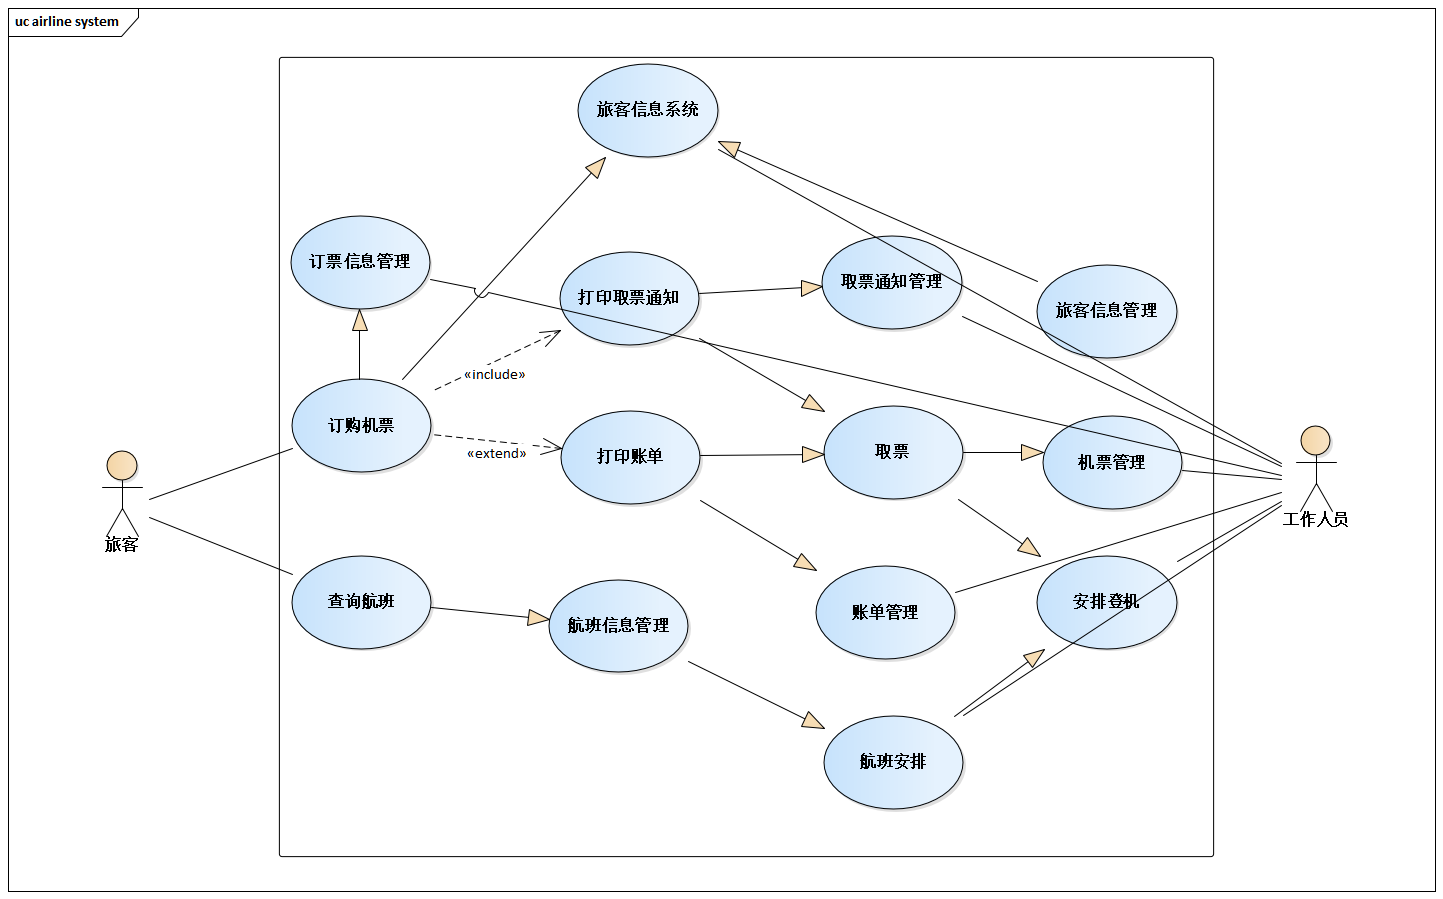 uc airline system
旅客信息系统
订票信息管理
打印取票通知
取票通知管理
旅客信息管理
«include»
订购机票
«extend»
打印账单
取票
机票管理
旅客
工作人员
查询航班
航班信息管理
账单管理
安排登机
航班安排